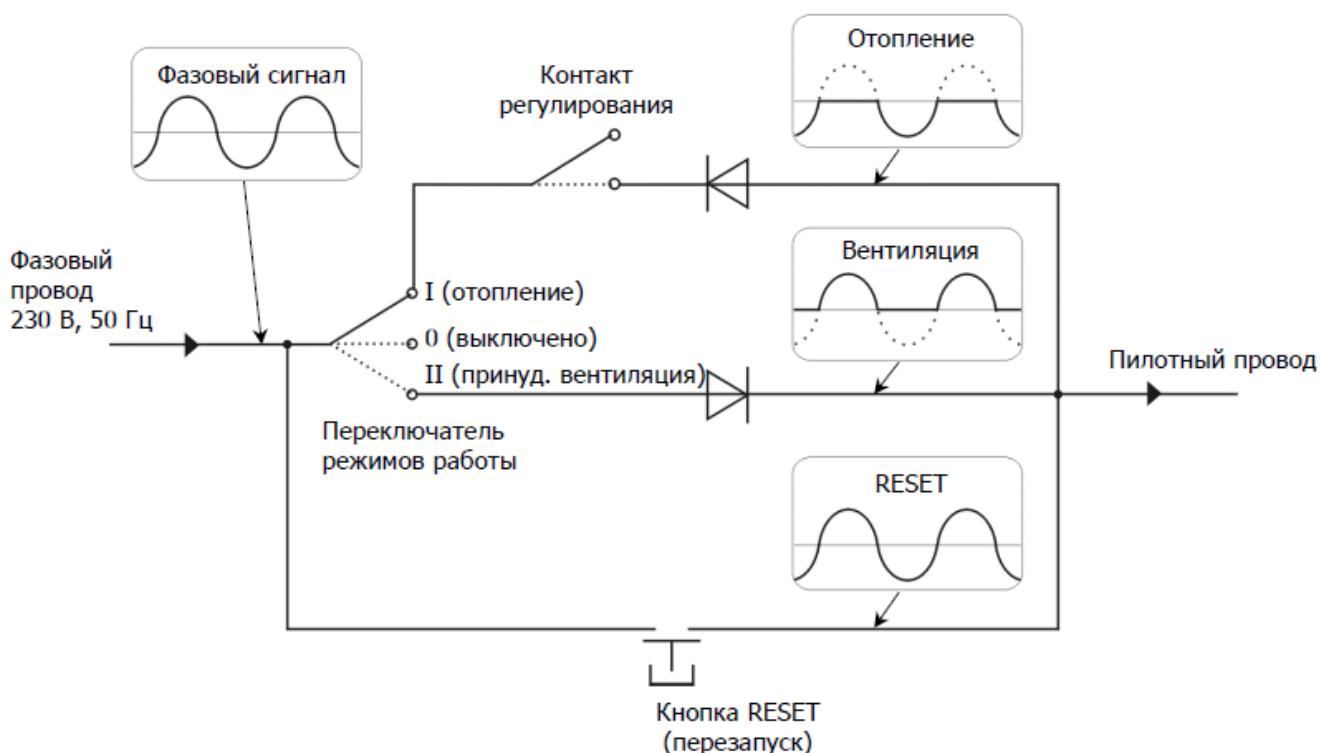 Фазовый сигнал
Контакт
регулирования
Отопление
Фазовый
провод
230 В, 50 Гц
I (отопление)
0 (выключено)
II (принуд. вентиляция)
Вентиляция
Пилотный провод
Переключатель
режимов работы
RESET
Кнопка RESET
(перезапуск)